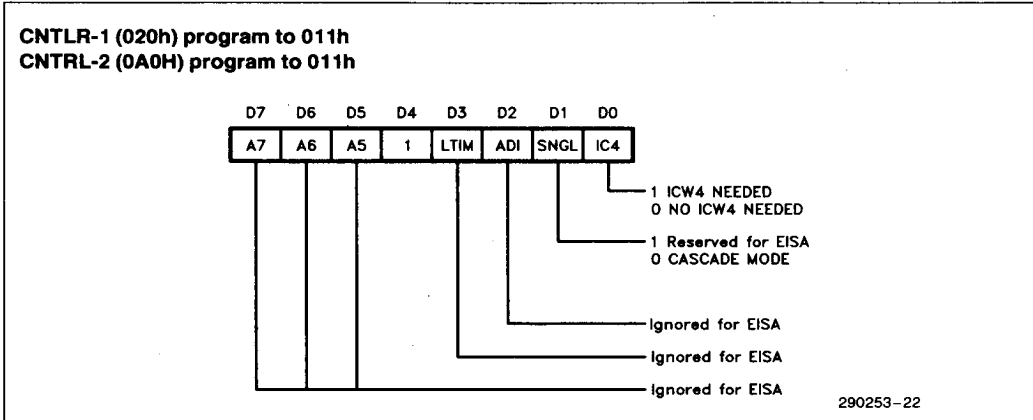 CNTLR-1 (020h) program to 011h
CNTRL-2 (0A0H) program to 011h
D7 D6 D5 D4 D3 D2 D1 D0
A7 A6 A5 1 LTIM ADI SNGL IC4
1 ICW4 NEEDED
0 NO ICW4 NEEDED
1 Reserved for EISA
0 CASCADE MODE
Ignored for EISA
Ignored for EISA
Ignored for EISA
290253–22